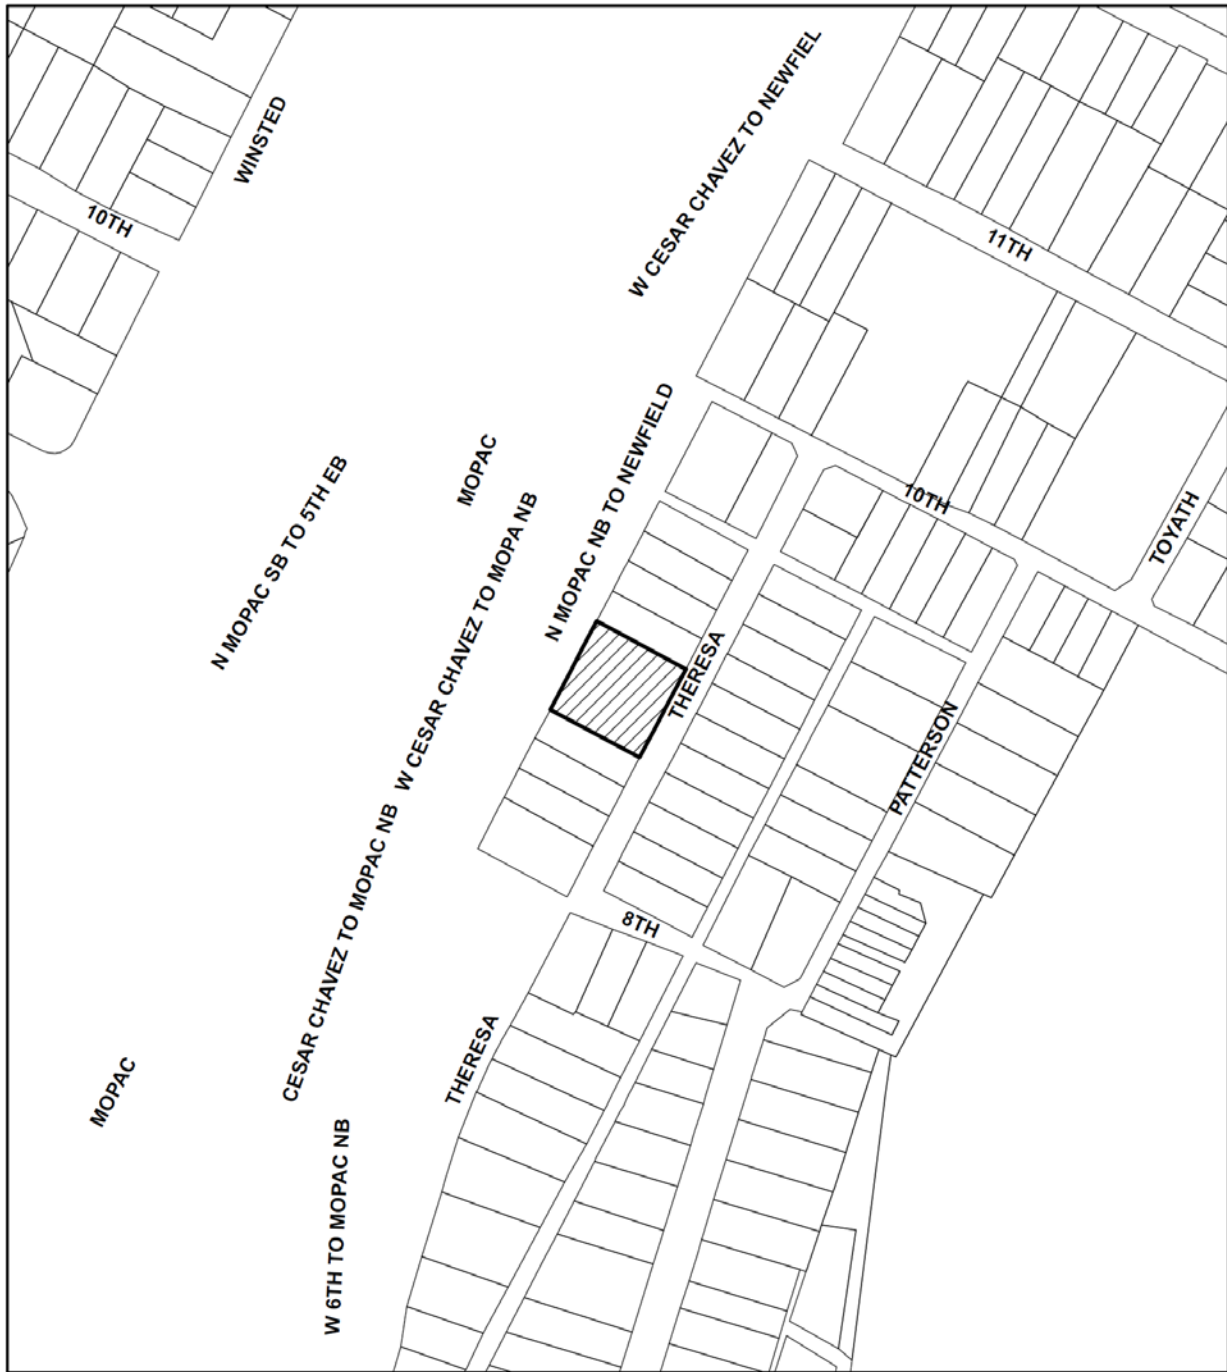 WINSTED
10TH
W CESAR CHAVEZ TO NEWFIEL
11TH
N MOPAC NB TO NEWFIELD
MOPAC
N MOPAC SB TO 5TH EB
W CESAR CHAVEZ TO MOPA NB
10TH
TOYATH
THERESA
PATTERSON
CESAR CHAVEZ TO MOPAC NB
8TH
THERESA
MOPAC
W 6TH TO MOPAC NB